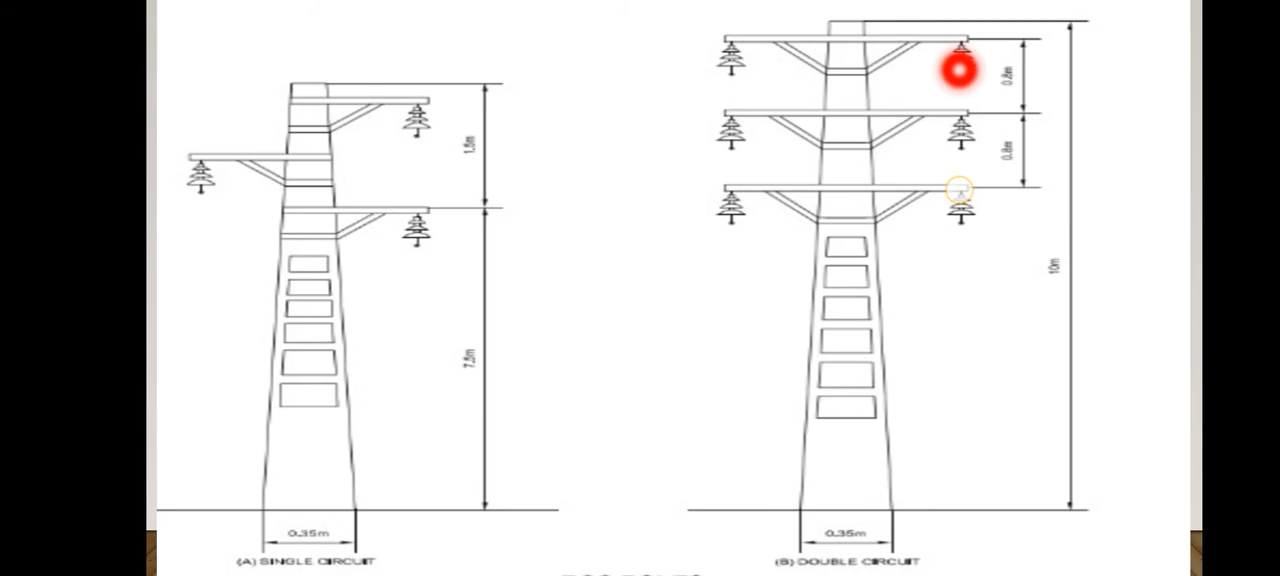 0.8m
1.5m
0.8m
10m
7.5m
0.35m
0.35m
(A) SINGLE CIRCUIT
(B) DOUBLE CIRCUIT